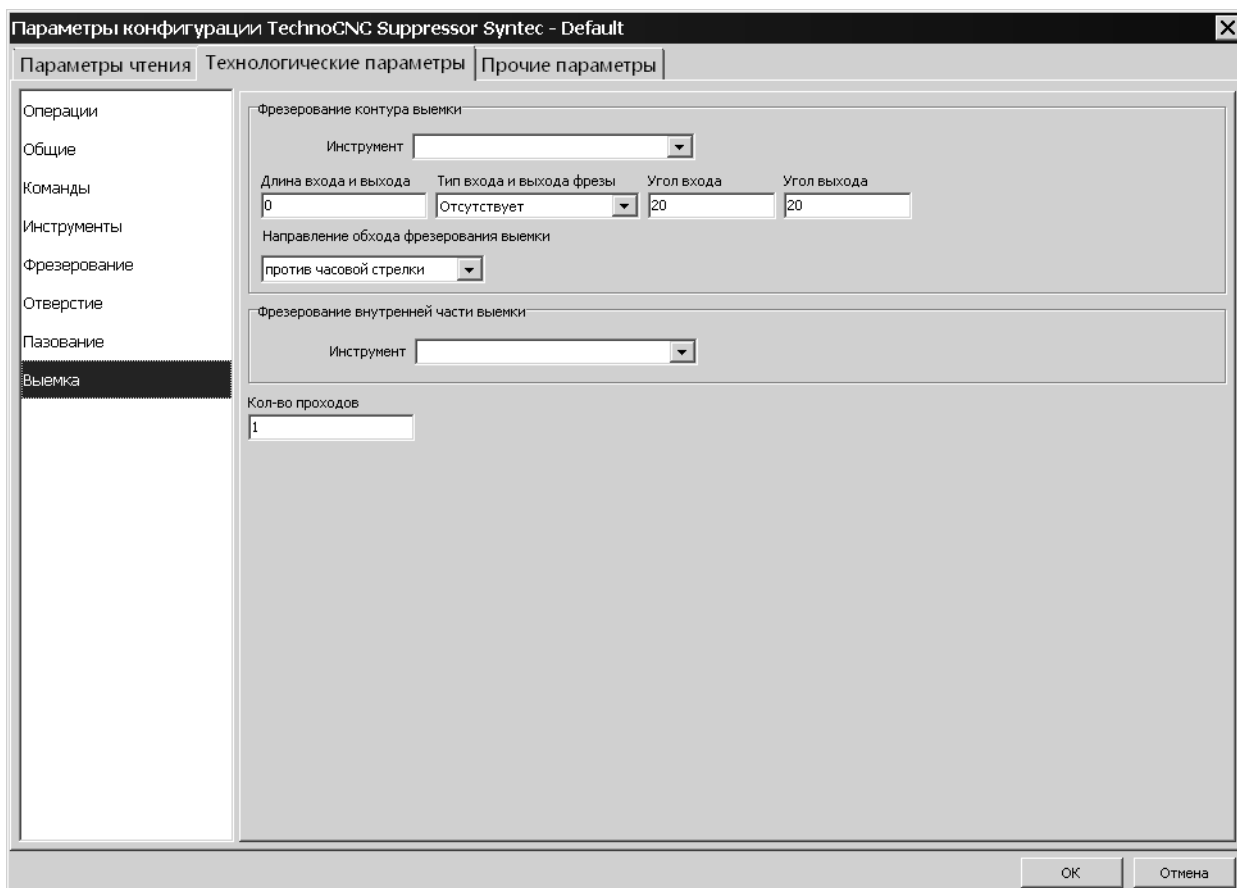 Параметры конфигурации TechnoCNC Suppressor Syntec - Default
Параметры чтения Технологические параметры Прочие параметры
Операции
Общие
Команды
Инструменты
Фрезерование
Отверстие
Пазование
Выемка
Фрезерование контура выемки
Инструмент
Длина входа и выхода Тип входа и выхода фрезы Угол входа Угол выхода
0 Отсутствует 20 20
Направление обхода фрезерования выемки
против часовой стрелки
Фрезерование внутренней части выемки
Инструмент
Кол-во проходов
1
ОК Отмена